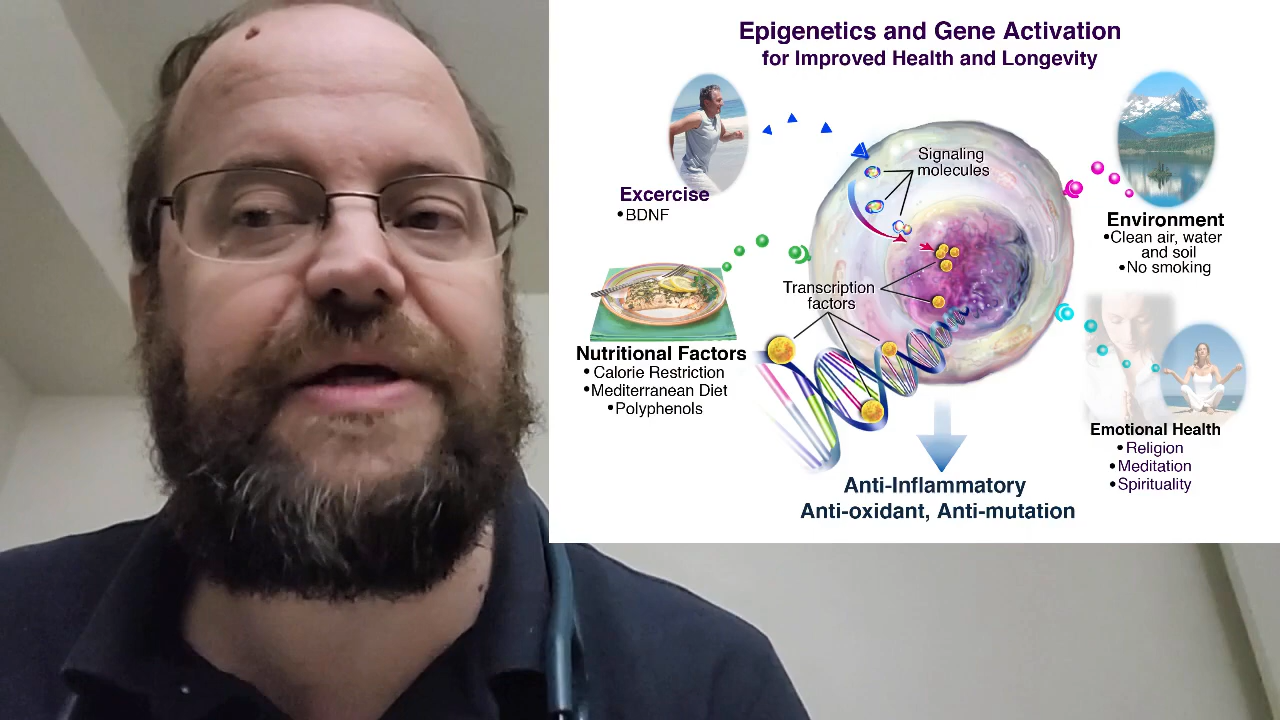 Epigenetics and Gene Activation
for Improved Health and Longevity
Excercise
•BDNF
Signaling
molecules
Environment
•Clean air, water
and soil
•No smoking
Transcription
factors
Nutritional Factors
• Calorie Restriction
•Mediterranean Diet
•Polyphenols
Emotional Health
• Religion
• Meditation
• Spirituality
Anti-Inflammatory
Anti-oxidant, Anti-mutation